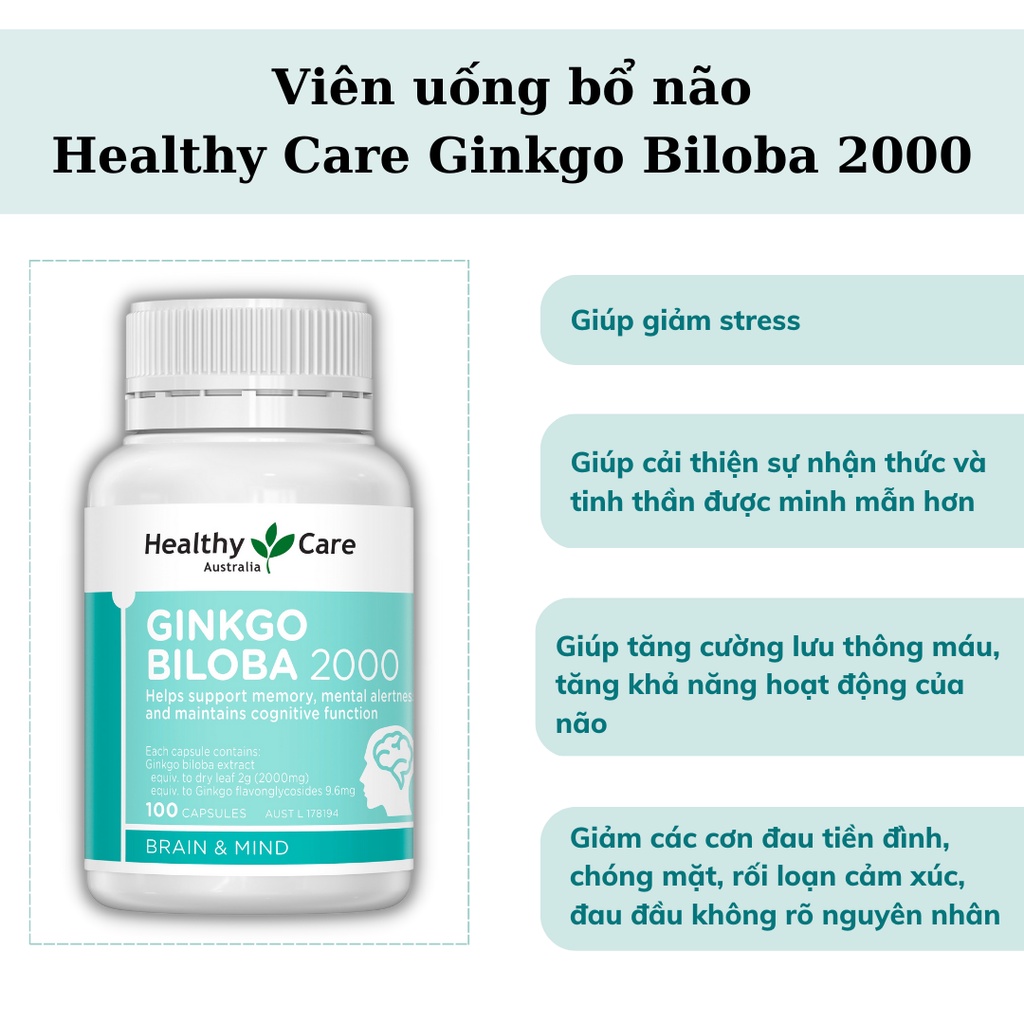 Viên uống bổ não
Healthy Care Ginkgo Biloba 2000
Healthy Care
Australia
GINKGO
BILOBA 2000
Helps support memory, mental alertnes
and maintains cognitive function
Each capsule contains:
Ginkgo biloba extract
equiv. to dry leaf 2g (2000mg)
equiv. to Ginkgo flavonglycosides 9.6mg
100 CAPSULES AUST L 178194
BRAIN & MIND
Giúp giảm stress
Giúp cải thiện sự nhận thức và
tinh thần được minh mẫn hơn
Giúp tăng cường lưu thông máu,
tăng khả năng hoạt động của
não
Giảm các cơn đau tiền đình,
chóng mặt, rối loạn cảm xúc,
đau đầu không rõ nguyên nhân